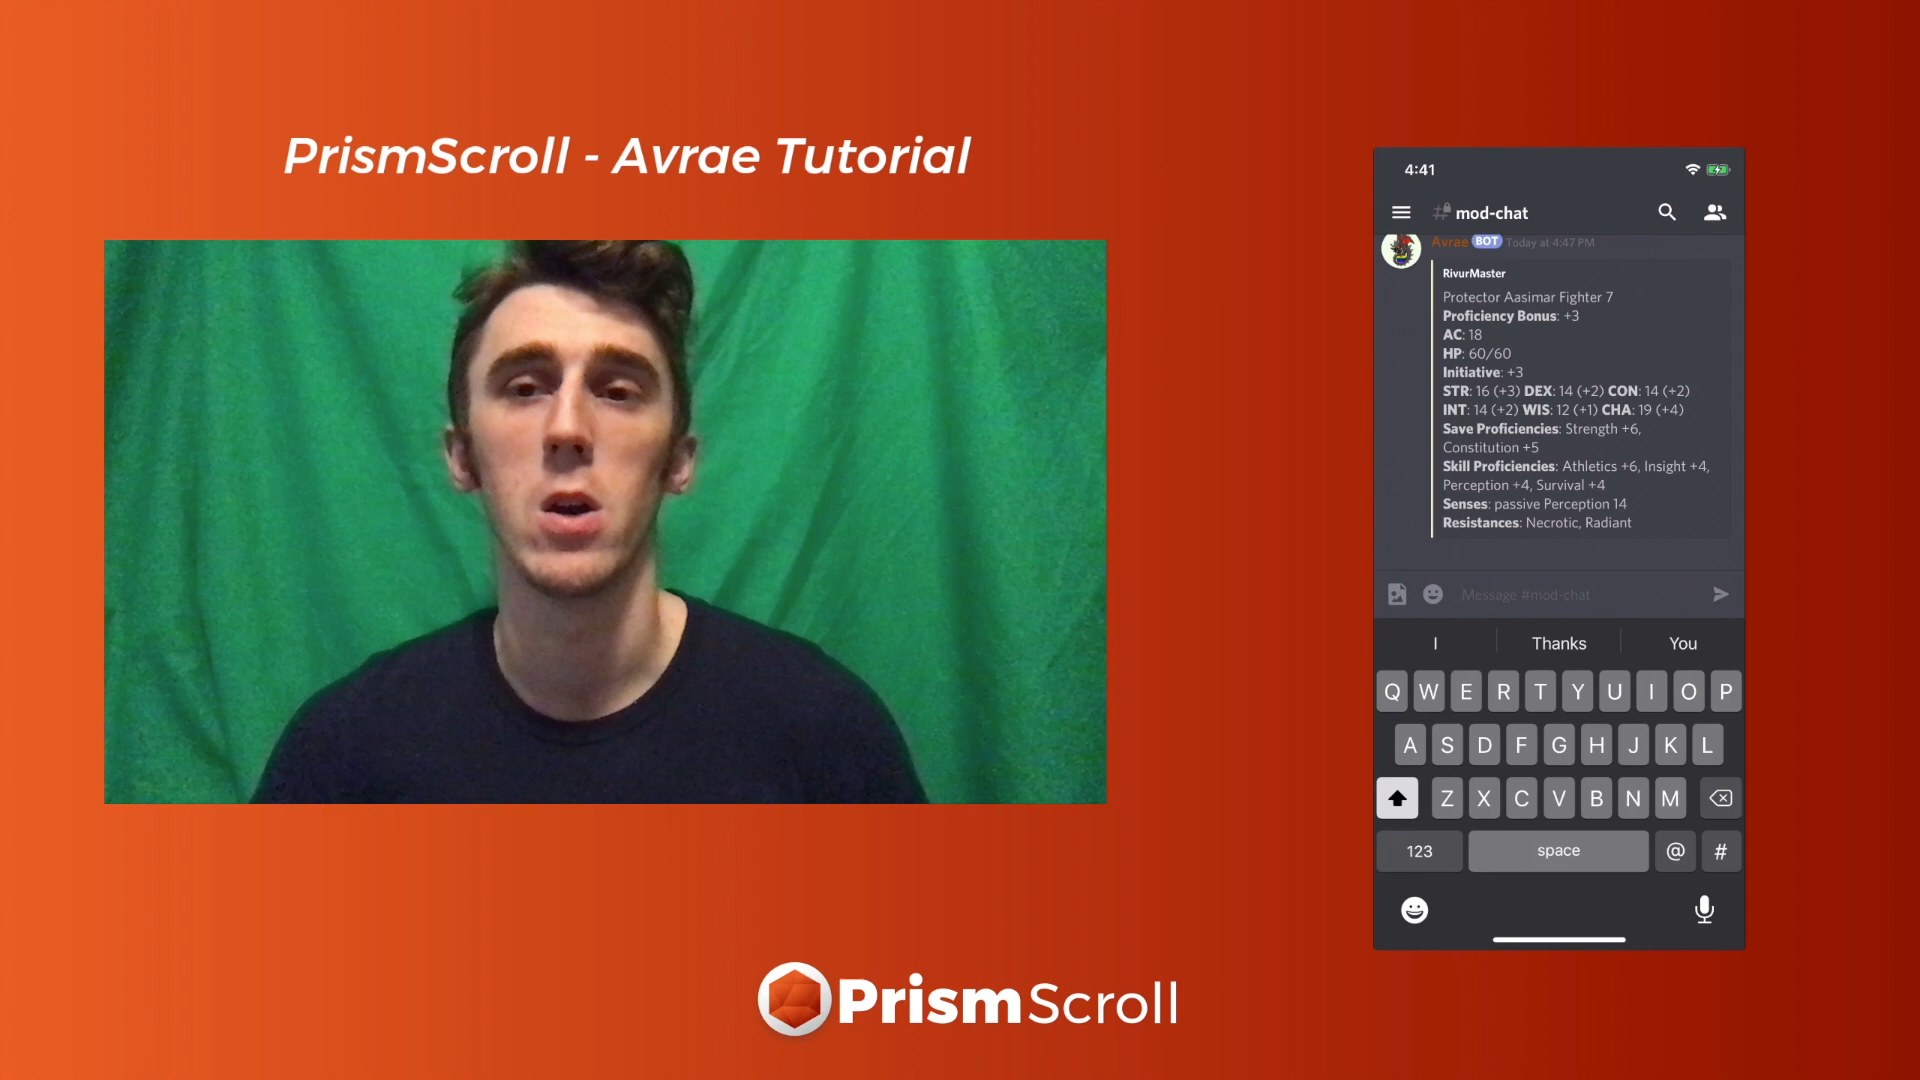 PrismScroll - Avrae Tutorial
4:41
# mod-chat
Avrae BOT Today at 4:47 PM
RivurMaster
Protector Aasimar Fighter 7
Proficiency Bonus: +3
AC: 18
HP: 60/60
Initiative: +3
STR: 16 (+3) DEX: 14 (+2) CON: 14 (+2)
INT: 14 (+2) WIS: 12 (+1) CHA: 19 (+4)
Save Proficiencies: Strength +6,
Constitution +5
Skill Proficiencies: Athletics +6, Insight +4,
Perception +4, Survival +4
Senses: passive Perception 14
Resistances: Necrotic, Radiant
Message #mod-chat
I Thanks You
Q W E R T Y U I O P
A S D F G H J K L
Z X C V B N M
123 space @ #
PrismScroll